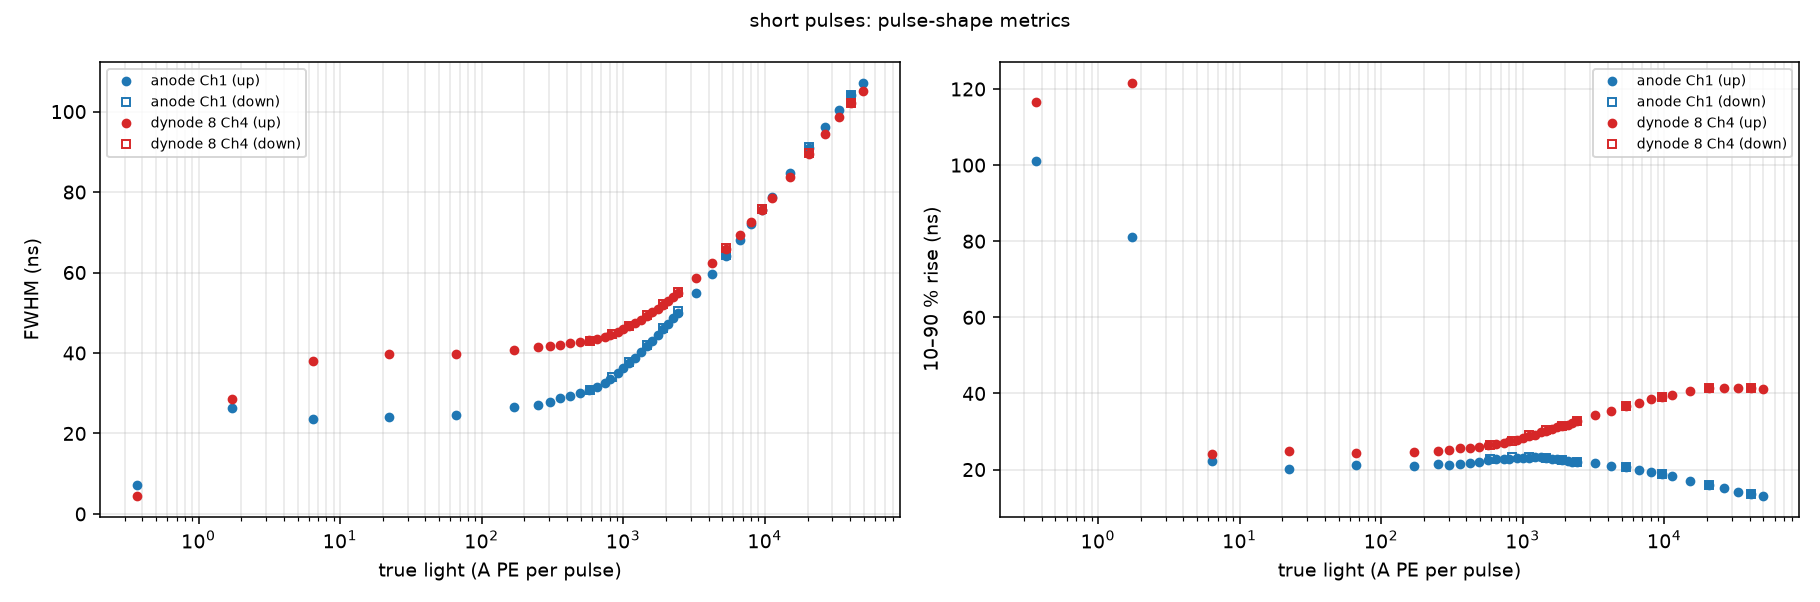 short pulses: pulse-shape metrics
FWHM (ns)
100
80
60
40
20
0
anode Ch1 (up)
anode Ch1 (down)
dynode 8 Ch4 (up)
dynode 8 Ch4 (down)
10⁰
10¹
10²
10³
10⁴
true light (A PE per pulse)
10–90 % rise (ns)
120
100
80
60
40
20
anode Ch1 (up)
anode Ch1 (down)
dynode 8 Ch4 (up)
dynode 8 Ch4 (down)
10⁰
10¹
10²
10³
10⁴
true light (A PE per pulse)